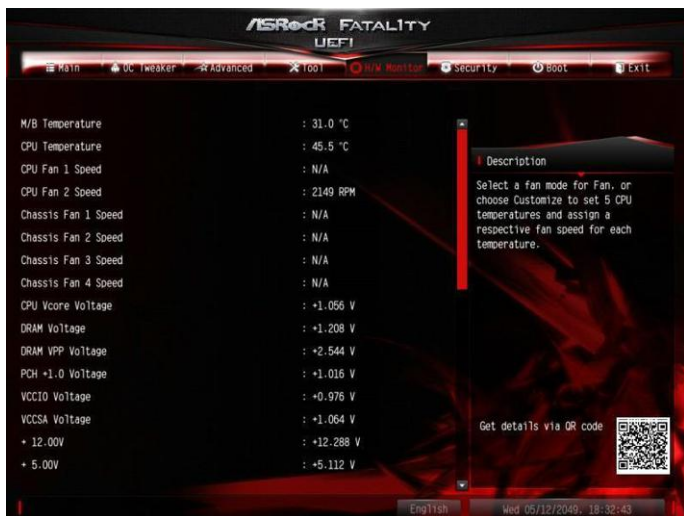 ASRock FATAL1TY
UEFI
Main OC Tweaker Advanced Tool H/W Monitor Security Boot Exit
M/B Temperature : 31.0 °C
CPU Temperature : 45.5 °C
CPU Fan 1 Speed : N/A
CPU Fan 2 Speed : 2149 RPM
Chassis Fan 1 Speed : N/A
Chassis Fan 2 Speed : N/A
Chassis Fan 3 Speed : N/A
Chassis Fan 4 Speed : N/A
CPU Vcore Voltage : +1.056 V
DRAM Voltage : +1.208 V
DRAM VPP Voltage : +2.544 V
PCH +1.0 Voltage : +1.016 V
VCCIO Voltage : +0.976 V
VCCSA Voltage : +1.064 V
+ 12.00V : +12.288 V
+ 5.00V : +5.112 V
Description
Select a fan mode for Fan. or
choose Customize to set 5 CPU
temperatures and assign a
respective fan speed for each
temperature.
Get details via QR code
English Wed 05/12/2049. 18:32:43